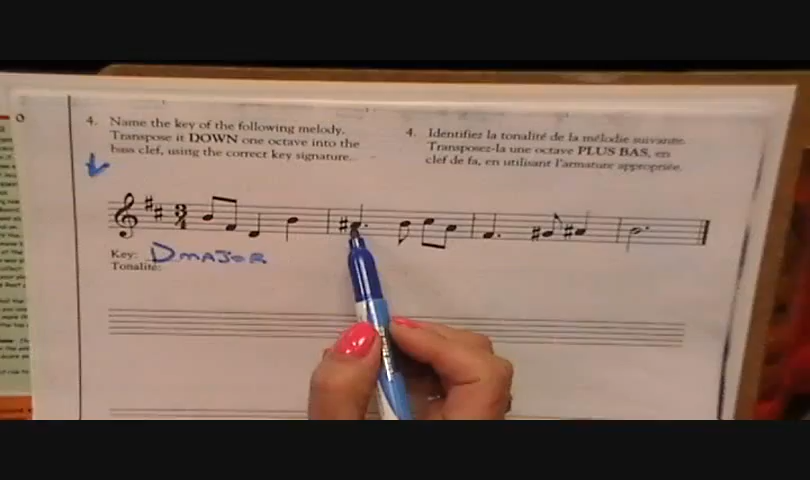 4. Name the key of the following melody.
Transpose it DOWN one octave into the
bass clef, using the correct key signature.
4. Identifiez la tonalité de la mélodie suivante.
Transposez-la une octave PLUS BAS, en
clef de fa, en utilisant l'armature appropriée.
3
4
Key: D MAJOR
Tonalité: